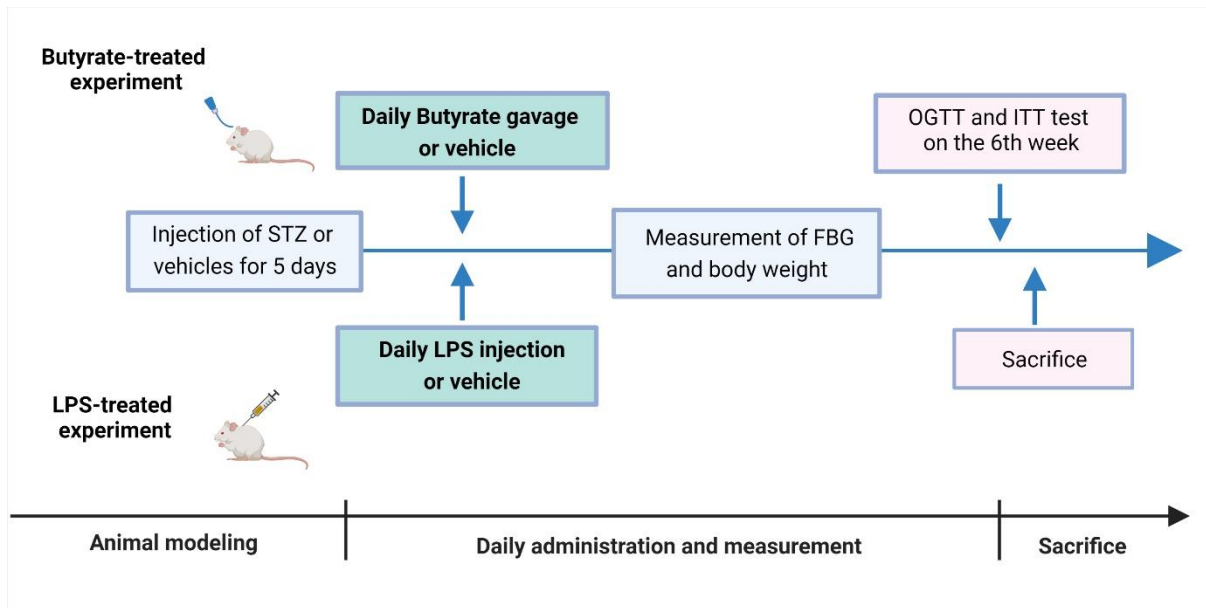 Butyrate-treated
experiment
Daily Butyrate gavage
or vehicle
OGTT and ITT test
on the 6th week
Injection of STZ or
vehicles for 5 days
Measurement of FBG
and body weight
Daily LPS injection
or vehicle
Sacrifice
LPS-treated
experiment
Animal modeling
Daily administration and measurement
Sacrifice